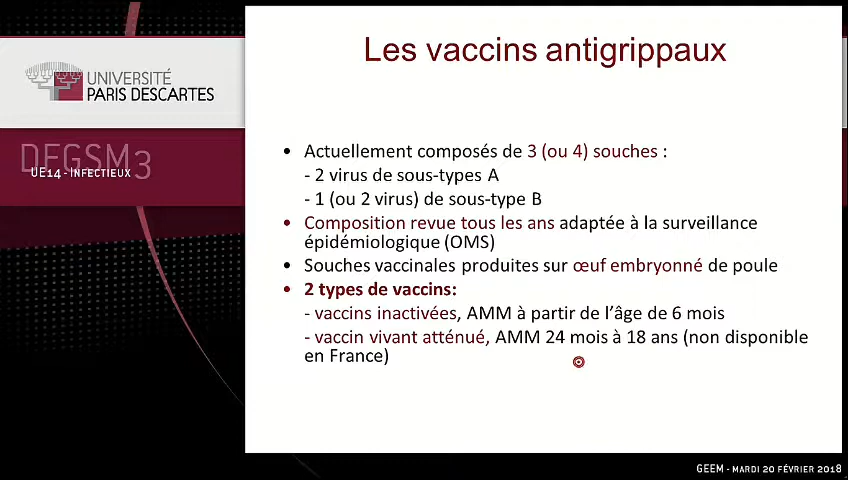 Les vaccins antigrippaux
UNIVERSITÉ
PARIS DESCARTES
DFGSM3
UE14 - INFECTIEUX
• Actuellement composés de 3 (ou 4) souches :
- 2 virus de sous-types A
- 1 (ou 2 virus) de sous-type B
• Composition revue tous les ans adaptée à la surveillance
épidémiologique (OMS)
• Souches vaccinales produites sur œuf embryonné de poule
• 2 types de vaccins:
- vaccins inactivées, AMM à partir de l’âge de 6 mois
- vaccin vivant atténué, AMM 24 mois à 18 ans (non disponible
en France)
GEEM - MARDI 20 FÉVRIER 2018